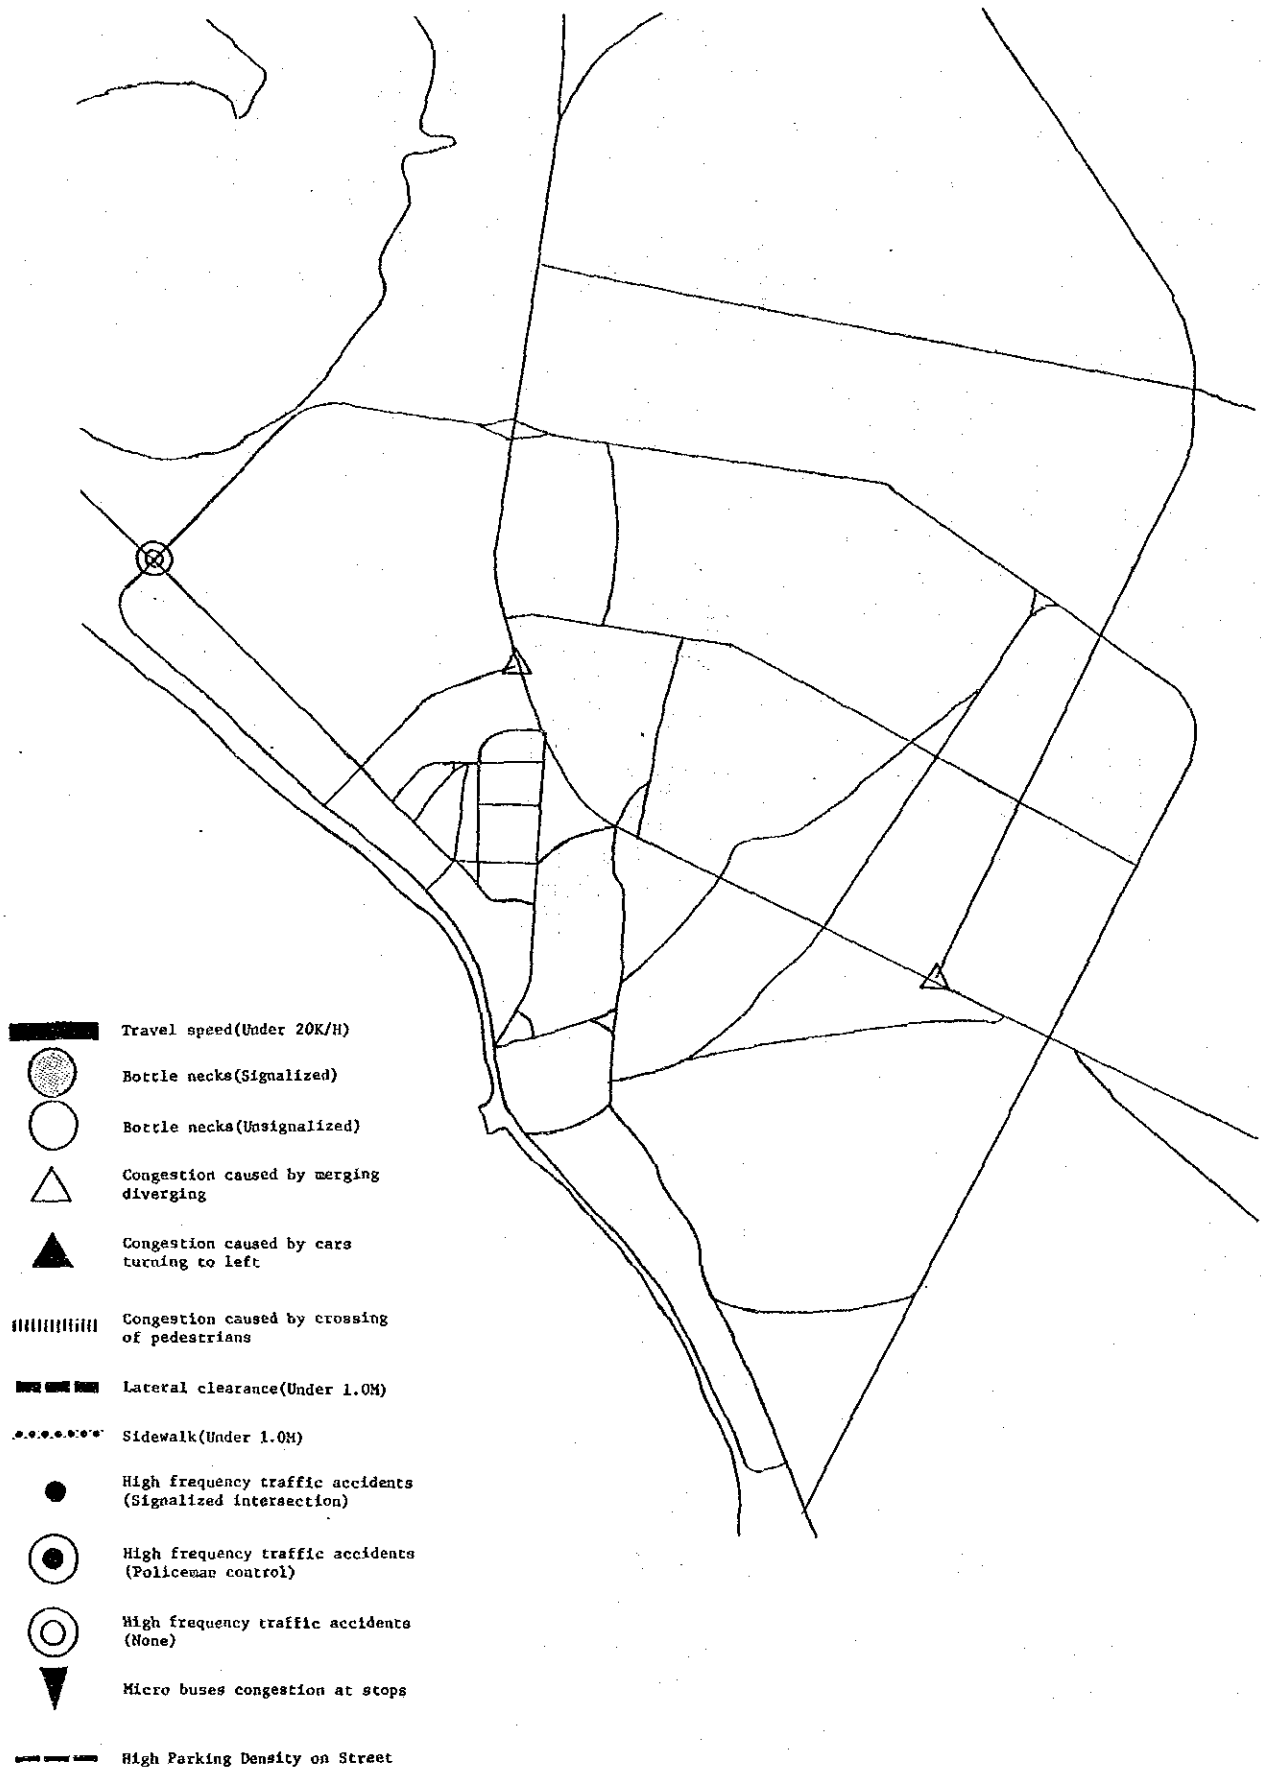 Travel speed(Under 20K/H)
Bottle necks(Signalized)
Bottle necks(Unsignalized)
Congestion caused by merging
diverging
Congestion caused by cars
turning to left
Congestion caused by crossing
of pedestrians
Lateral clearance(Under 1.0M)
Sidewalk(Under 1.0M)
High frequency traffic accidents
(Signalized intersection)
High frequency traffic accidents
(Policeman control)
High frequency traffic accidents
(None)
Micro buses congestion at stops
High Parking Density on Street